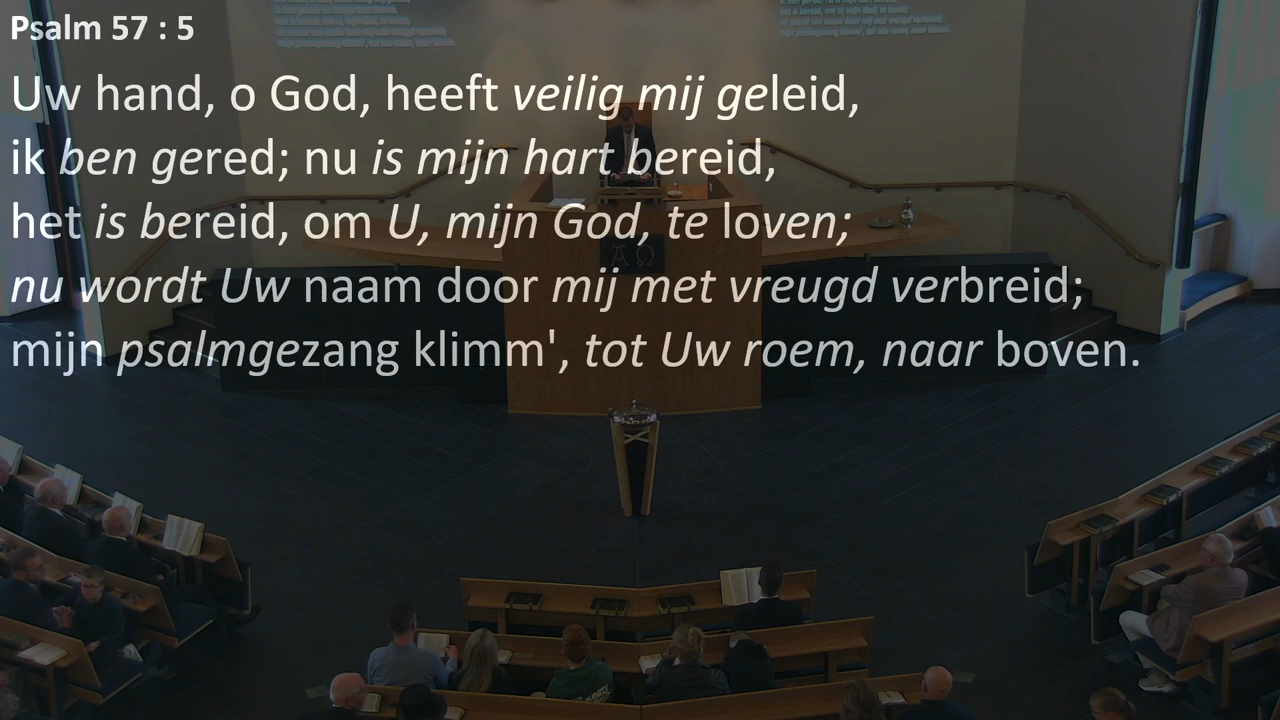 Psalm 57 : 5
Uw hand, o God, heeft veilig mij geleid,
ik ben gered; nu is mijn hart bereid,
het is bereid, om U, mijn God, te loven;
nu wordt Uw naam door mij met vreugd verbreid;
mijn psalmgezang klimm', tot Uw roem, naar boven.
ΑΩ